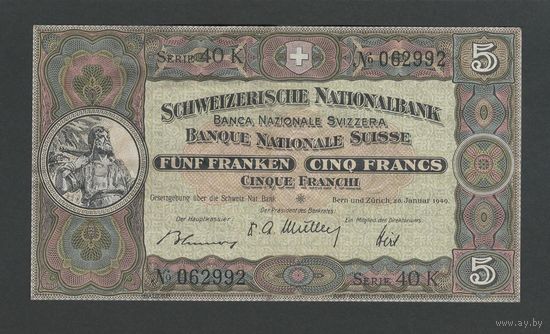 SERIE 40 K
No 062992
5
SCHWEIZERISCHE NATIONALBANK
BANCA NAZIONALE SVIZZERA
BANQUE NATIONALE SUISSE
FÜNF FRANKEN CINQ FRANCS
CINQUE FRANCHI
Gesetzgebung über die Schweiz. Nat. Bank
Bern und Zürich, 20. Januar 1949.
Der Hauptkassier:
Der Präsident des Bankrates:
Ein Mitglied des Direktoriums:
No 062992
SERIE 40 K
5
www.ay.by